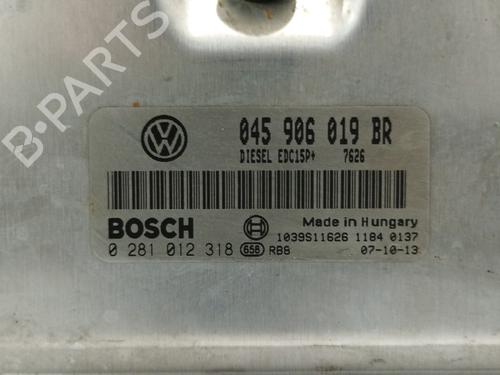 VW
045 906 019 BR
DIESEL EDC15P+ 7626
BOSCH
Made in Hungary
1039S11626 1184 0137
0 281 012 318 656 RB8 07-10-13
B-PARTS